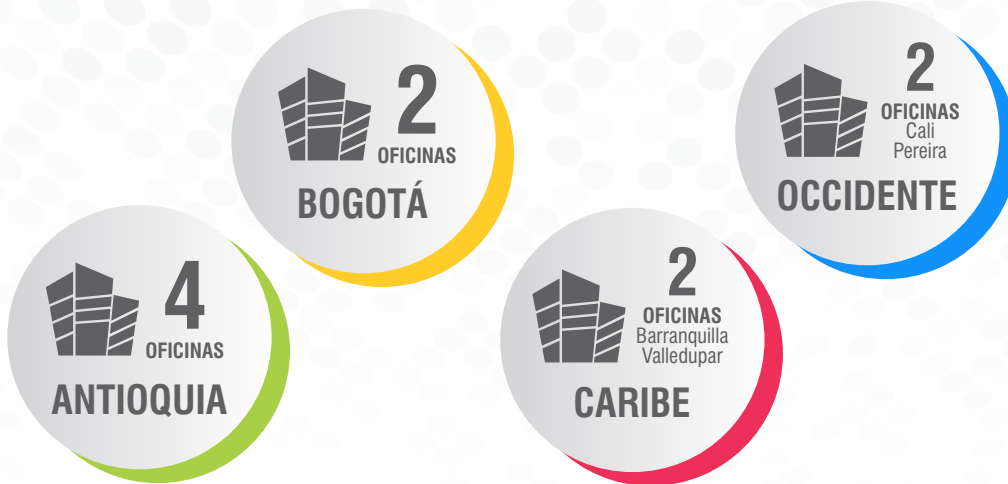 4
OFICINAS
ANTIOQUIA
2
OFICINAS
BOGOTÁ
2
OFICINAS
Barranquilla
Valledupar
CARIBE
2
OFICINAS
Cali
Pereira
OCCIDENTE